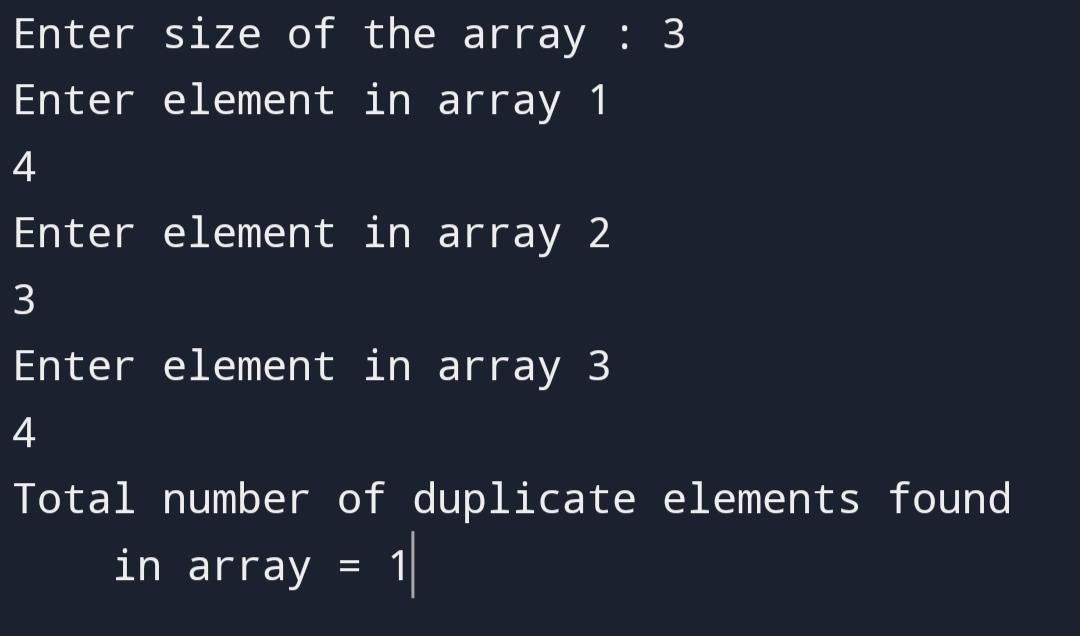 Enter size of the array : 3
Enter element in array 1
4
Enter element in array 2
3
Enter element in array 3
4
Total number of duplicate elements found
in array = 1